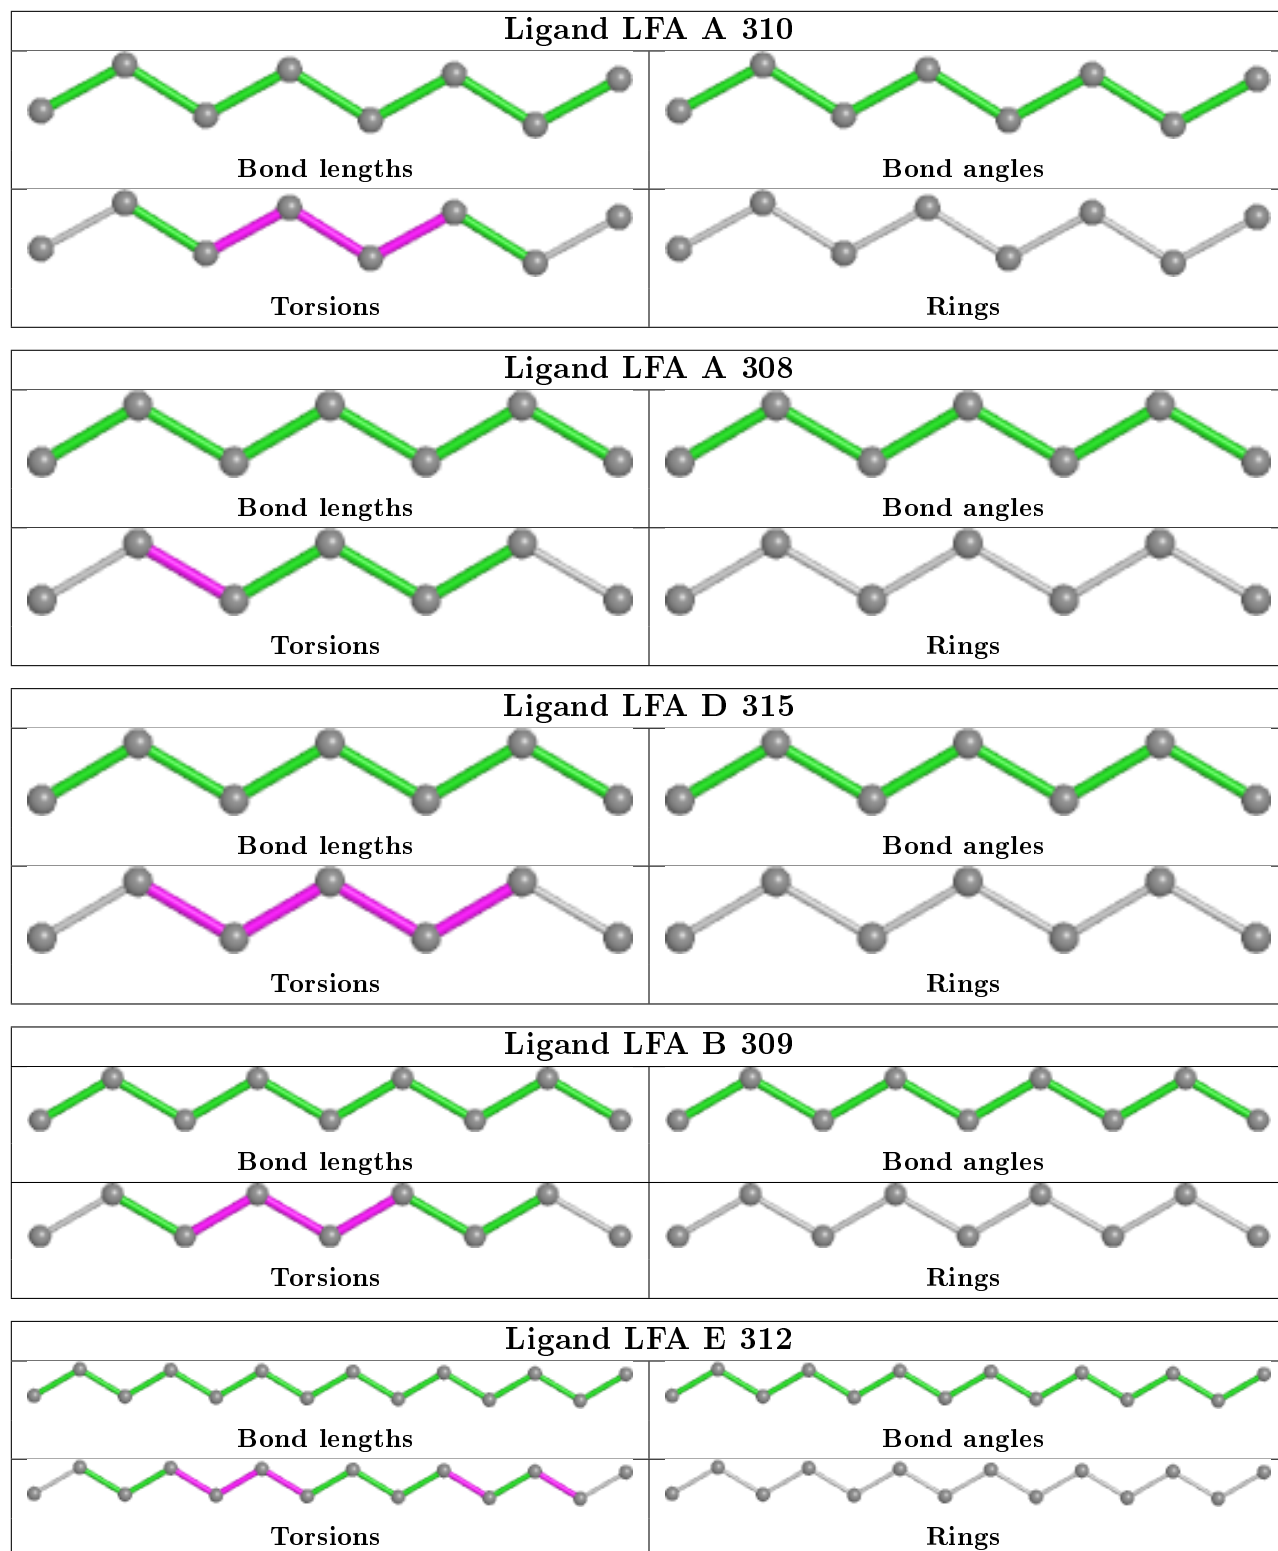 Ligand LFA A 310
Bond lengths
Bond angles
Torsions
Rings
Ligand LFA A 308
Bond lengths
Bond angles
Torsions
Rings
Ligand LFA D 315
Bond lengths
Bond angles
Torsions
Rings
Ligand LFA B 309
Bond lengths
Bond angles
Torsions
Rings
Ligand LFA E 312
Bond lengths
Bond angles
Torsions
Rings